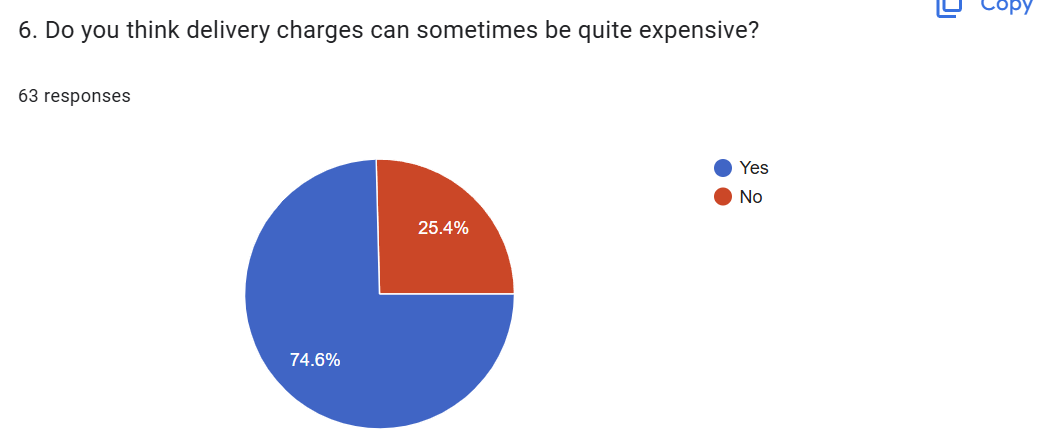 Copy
6. Do you think delivery charges can sometimes be quite expensive?
63 responses
Yes
No
25.4%
74.6%